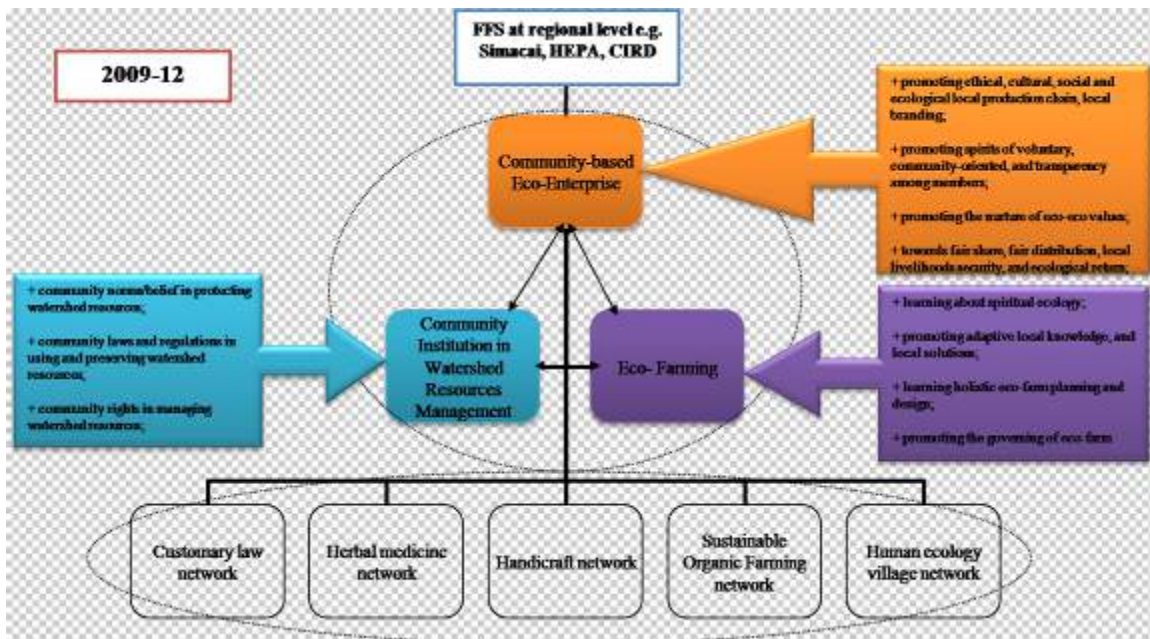 FFS at regional level e.g.
Simacai, HEPA, CIRD
2009-12
+ promoting ethical, cultural, social and
ecological local production chain, local
branding;
+ promoting spirits of voluntary,
community-oriented, and transparency
among members;
+ promoting the nurture of eco-eco values;
+ towards fair share, fair distribution, local
livelihoods security, and ecological return;
Community-based
Eco-Enterprise
+ community norms/belief in protecting
watershed resources;
+ community laws and regulations in
using and preserving watershed
resources;
+ community rights in managing
watershed resources;
Community
Institution in
Watershed
Resources
Management
Eco- Farming
+ learning about spiritual ecology;
+ promoting adaptive local knowledge, and
local solutions;
+ learning holistic eco-farm planning and
design;
+ promoting the governing of eco-farm
Customary law
network
Herbal medicine
network
Handicraft network
Sustainable
Organic Farming
network
Human ecology
village network